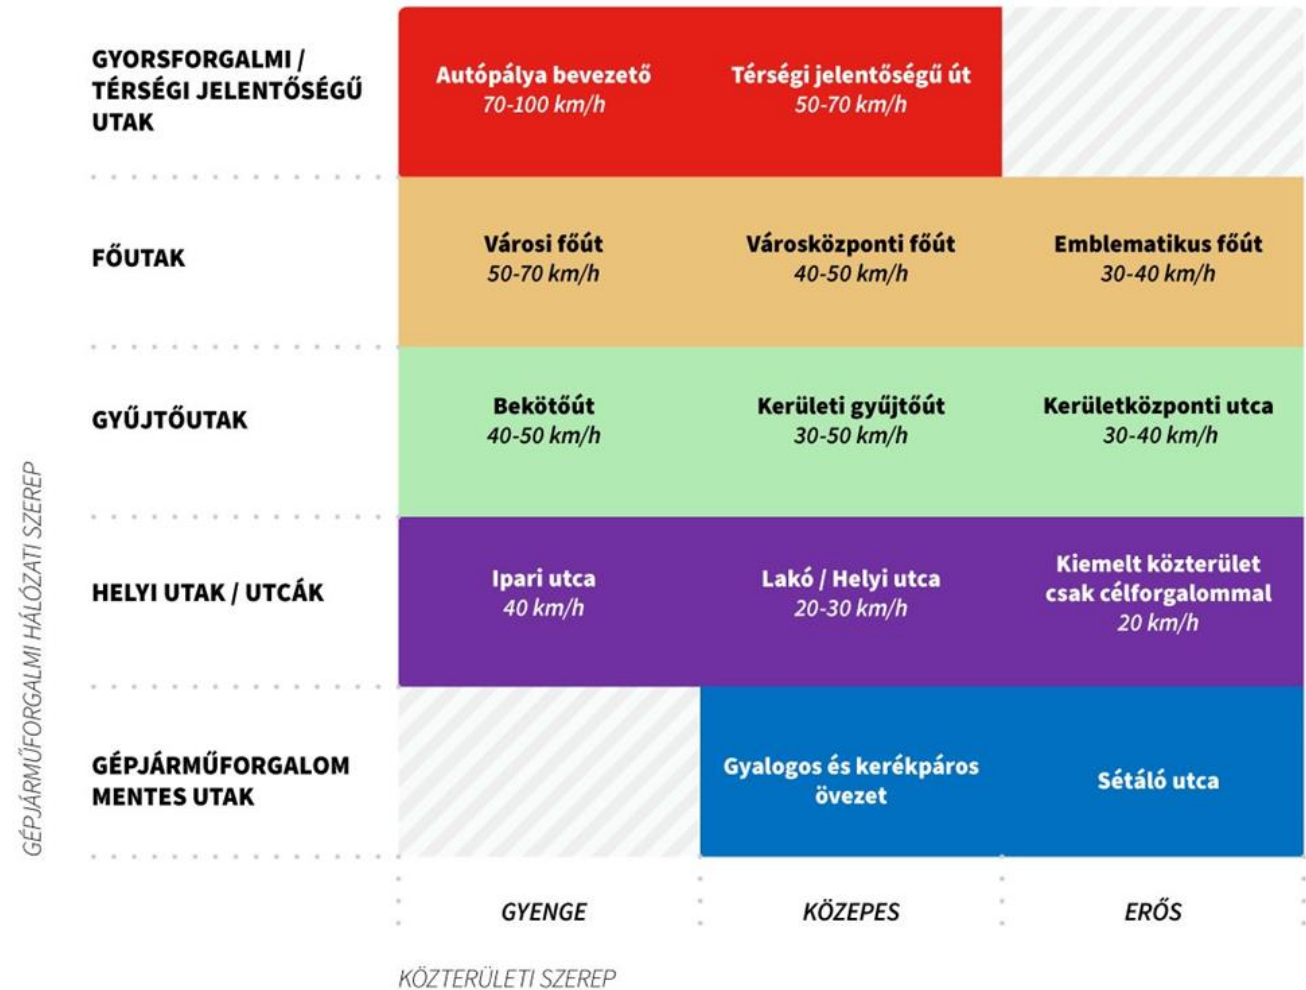 GYORSFORGALMI /
TÉRSÉGI JELENTŐSÉGŰ
UTAK
Autópálya bevezető
70-100 km/h
Térségi jelentőségű út
50-70 km/h
FŐUTAK
Városi főút
50-70 km/h
Városközponti főút
40-50 km/h
Emblematikus főút
30-40 km/h
GYŰJTŐUTAK
Bekötőút
40-50 km/h
Kerületi gyűjtőút
30-50 km/h
Kerületközponti utca
30-40 km/h
HELYI UTAK / UTCÁK
Ipari utca
40 km/h
Lakó / Helyi utca
20-30 km/h
Kiemelt közterület
csak célforgalommal
20 km/h
GÉPJÁRMŰFORGALOM
MENTES UTAK
Gyalogos és kerékpáros
övezet
Sétáló utca
GÉPJÁRMŰFORGALMI HÁLÓZATI SZEREP
GYENGE
KÖZEPES
ERŐS
KÖZTERÜLETI SZEREP